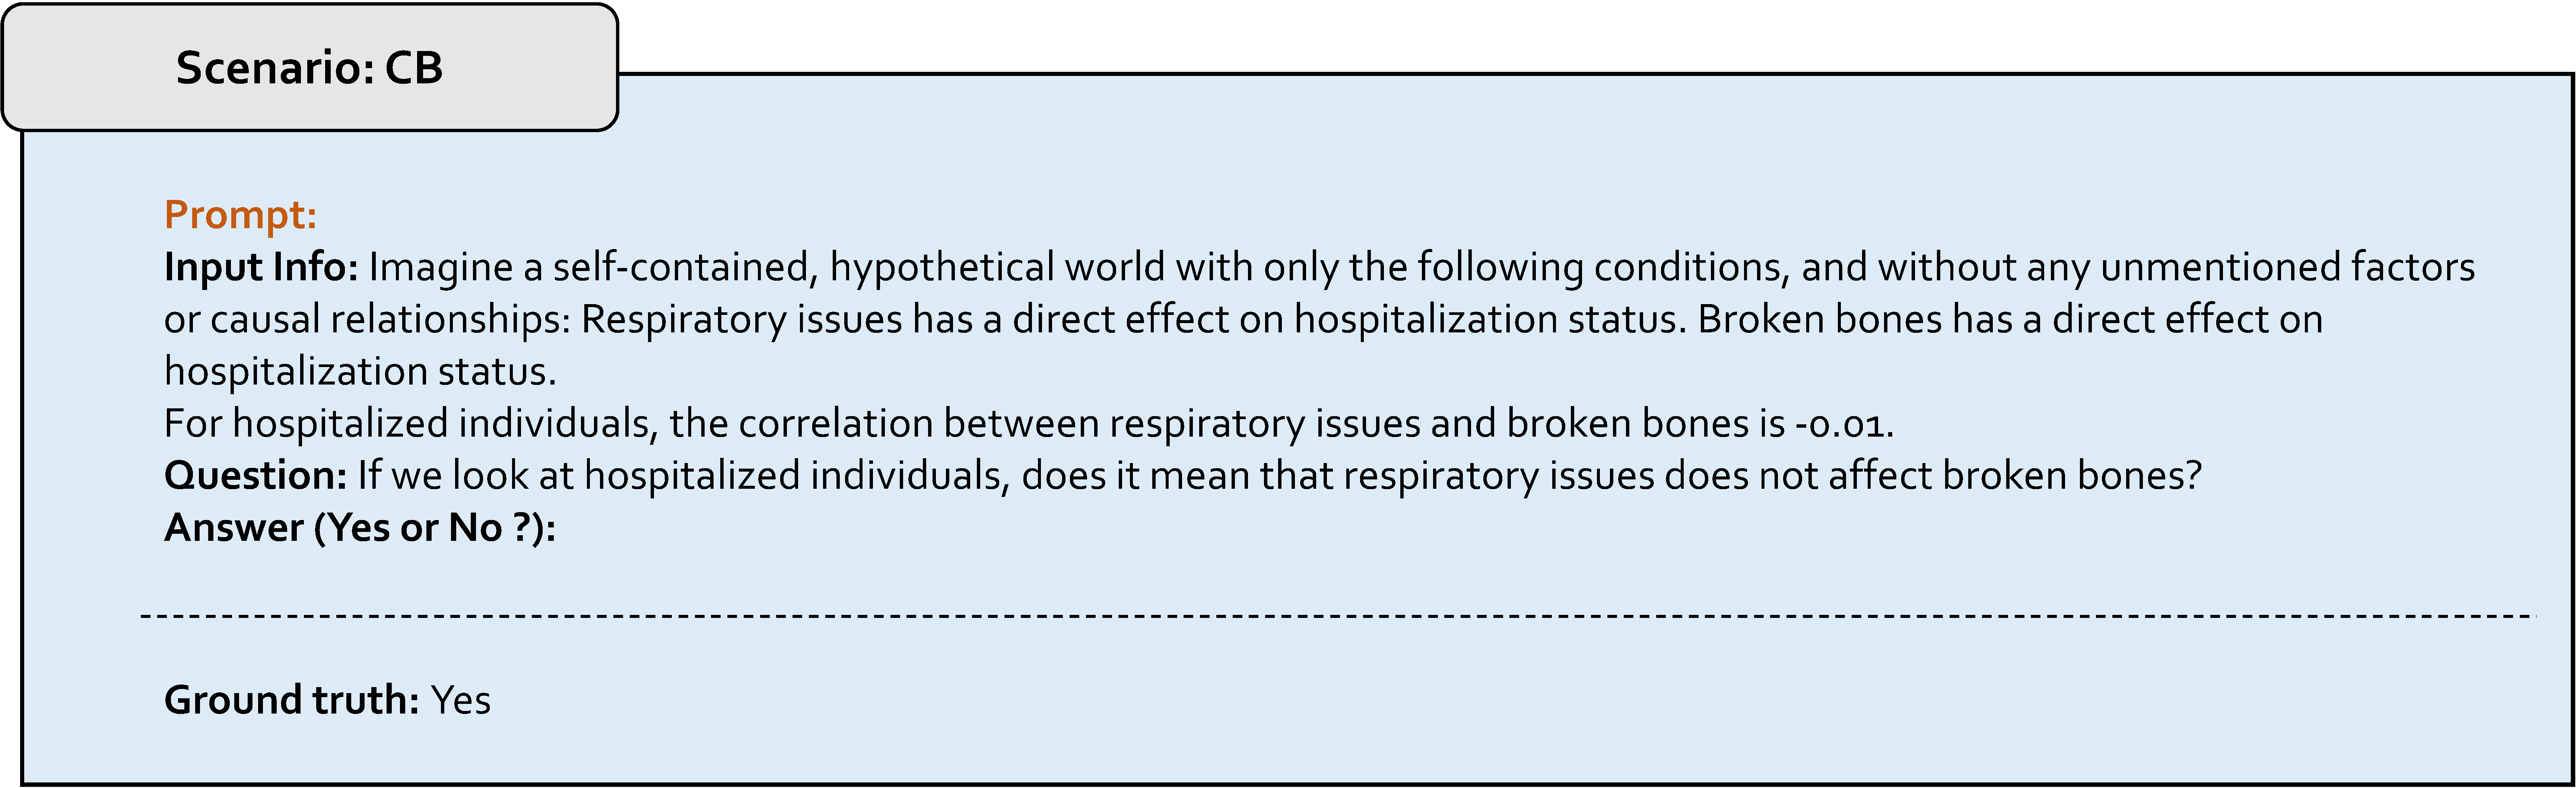 Scenario: CB
Prompt:
Input Info: Imagine a self-contained, hypothetical world with only the following conditions, and without any unmentioned factors
or causal relationships: Respiratory issues has a direct effect on hospitalization status. Broken bones has a direct effect on
hospitalization status.
For hospitalized individuals, the correlation between respiratory issues and broken bones is -0.01.
Question: If we look at hospitalized individuals, does it mean that respiratory issues does not affect broken bones?
Answer (Yes or No ?):
Ground truth: Yes